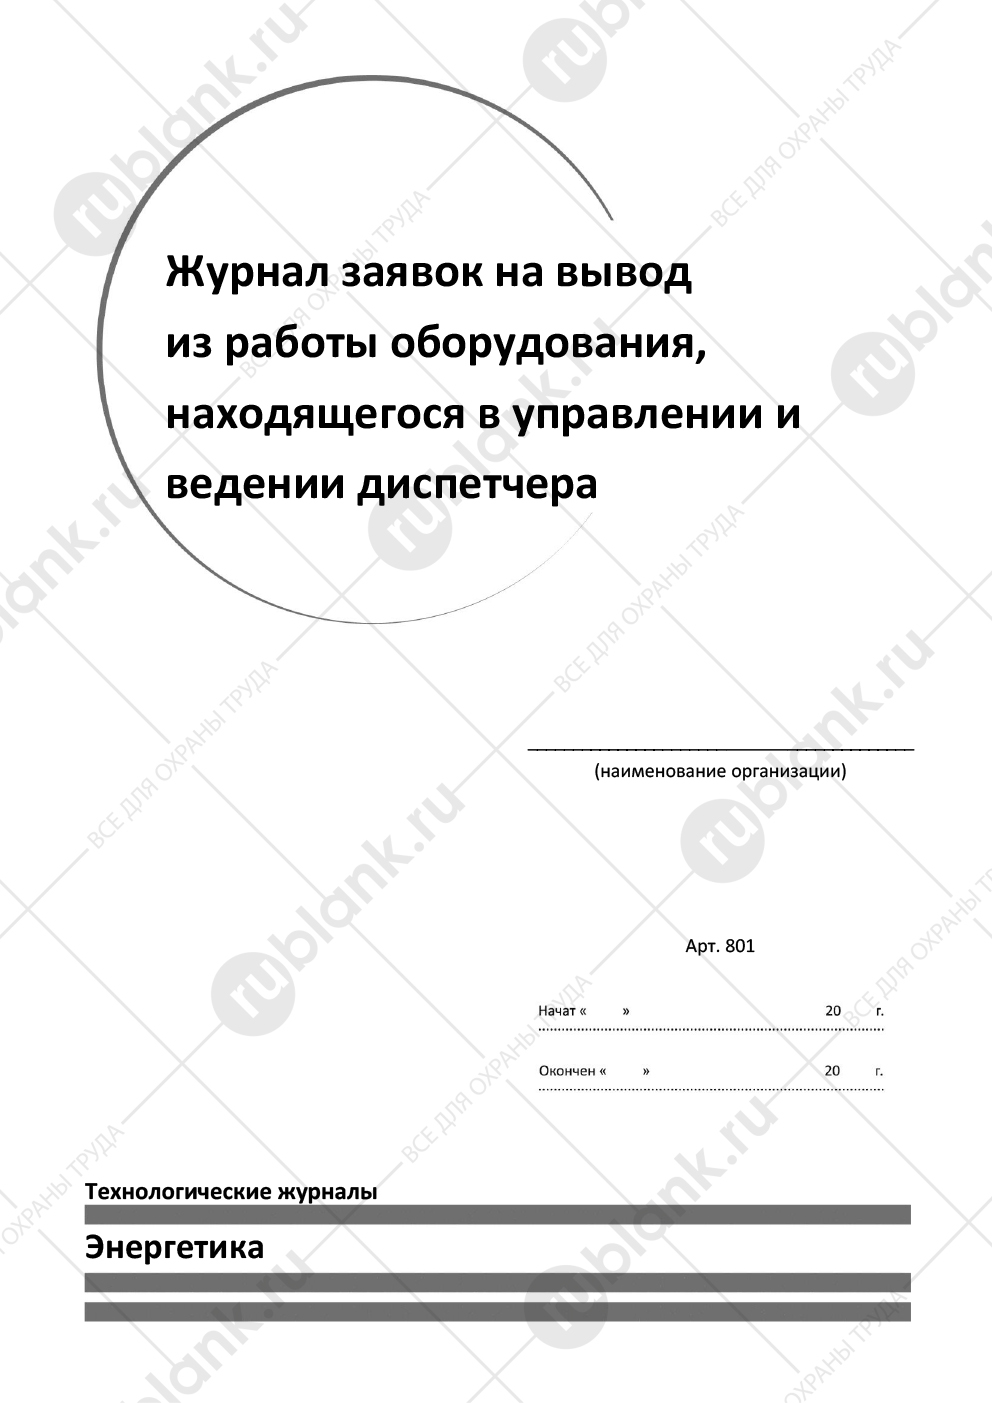 Журнал заявок на вывод
из работы оборудования,
находящегося в управлении и
ведении диспетчера
(наименование организации)
Арт. 801
Начат « » 20 г.
Окончен « » 20 г.
Технологические журналы
Энергетика
rublank.ru
ВСЕ ДЛЯ ОХРАНЫ ТРУДА